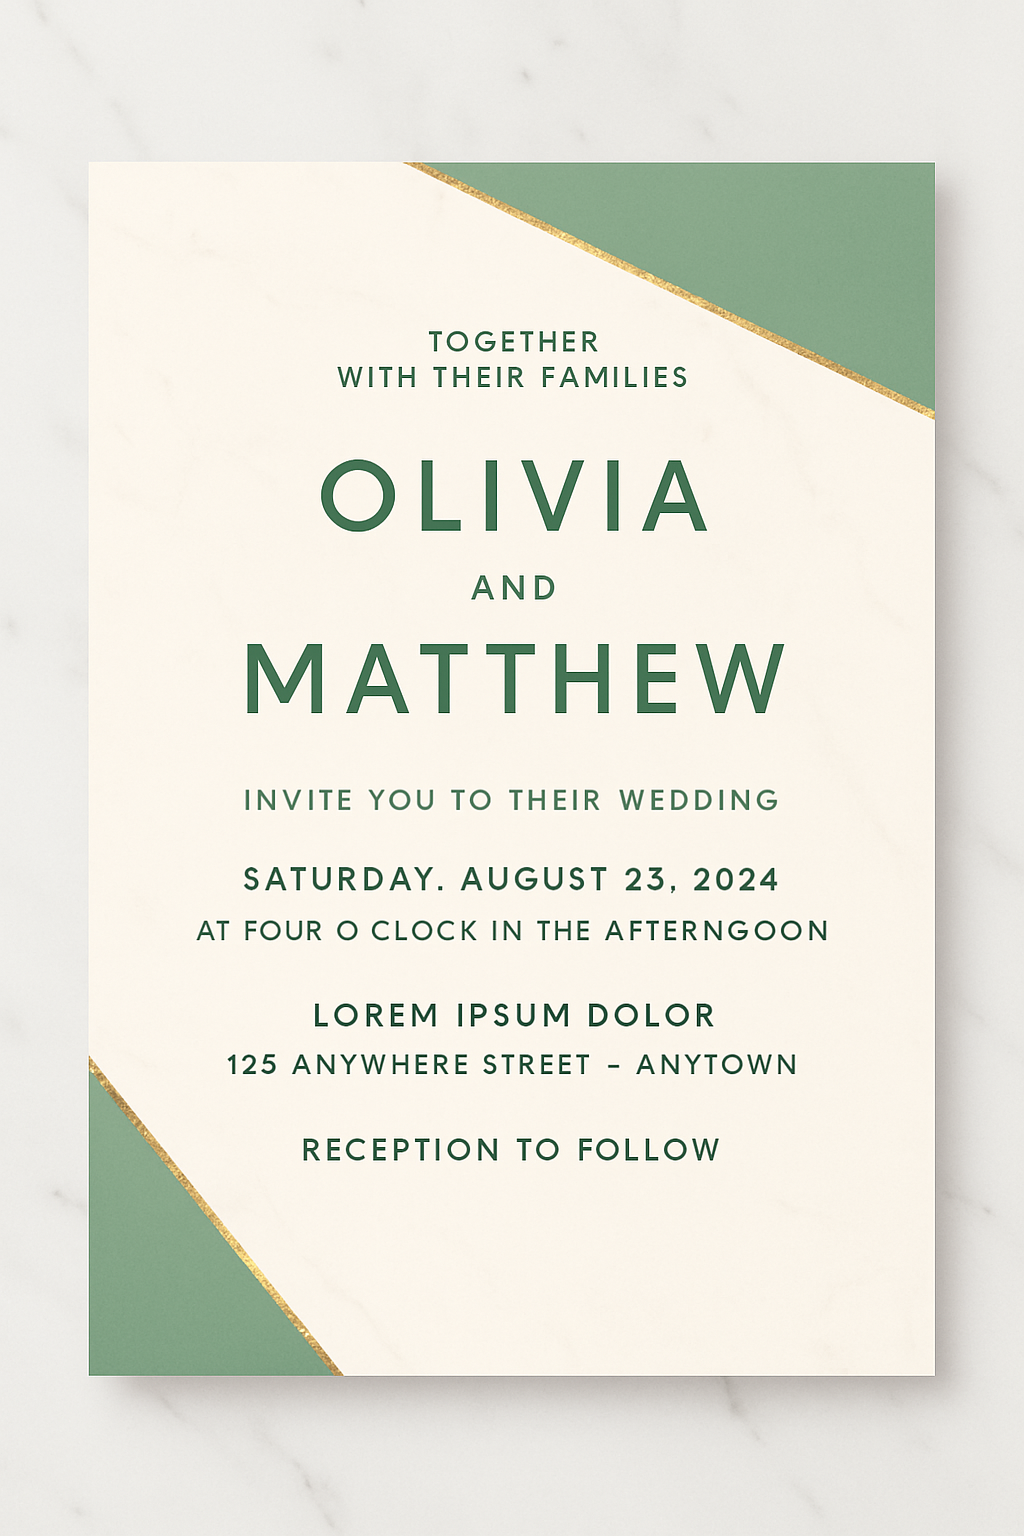 TOGETHER
WITH THEIR FAMILIES
OLIVIA
AND
MATTHEW
INVITE YOU TO THEIR WEDDING
SATURDAY. AUGUST 23, 2024
AT FOUR O CLOCK IN THE AFTERNGOON
LOREM IPSUM DOLOR
125 ANYWHERE STREET – ANYTOWN
RECEPTION TO FOLLOW